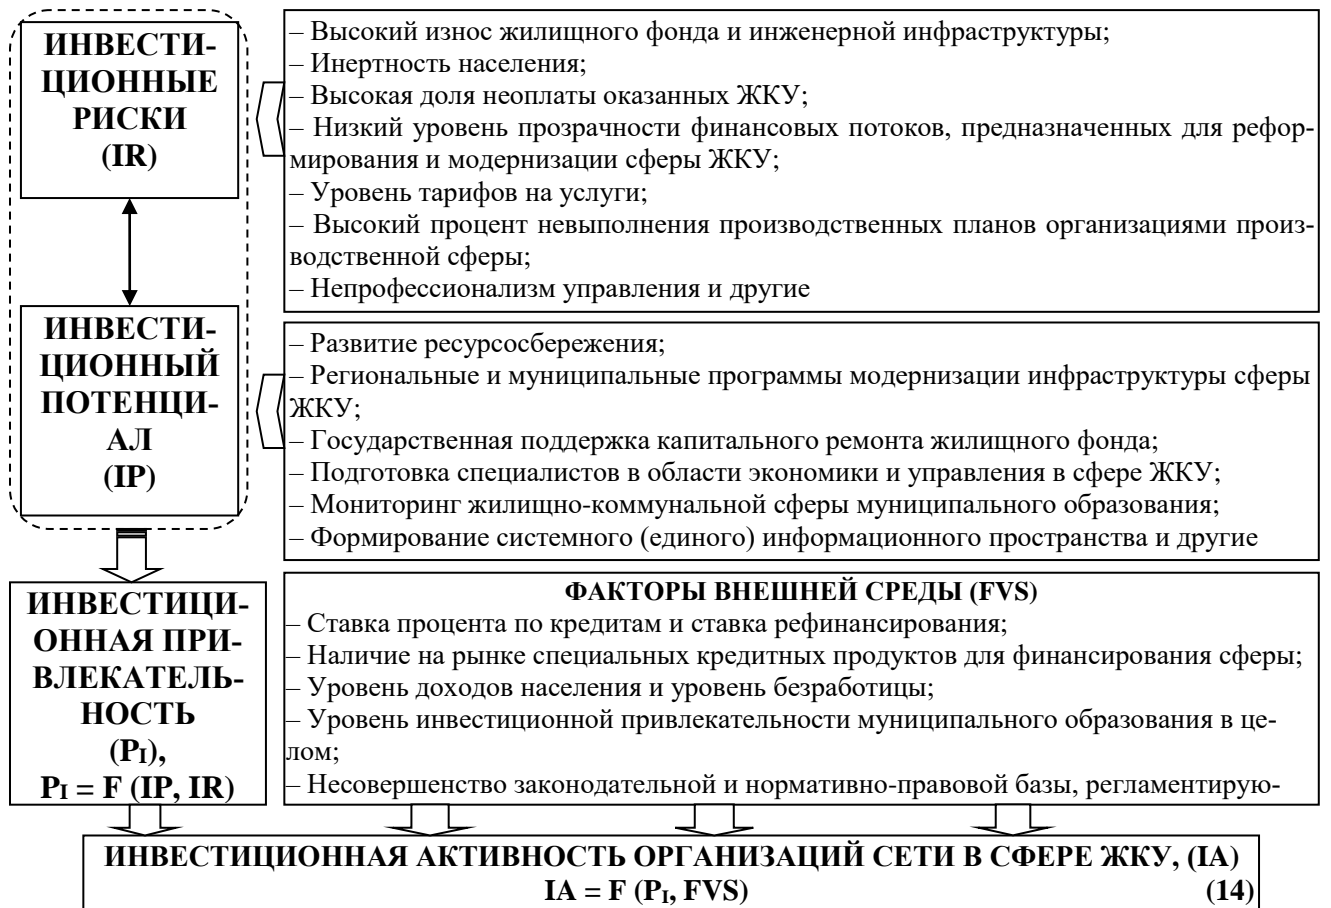 ИНВЕСТИ-
ЦИОННЫЕ
РИСКИ
(IR)
– Высокий износ жилищного фонда и инженерной инфраструктуры;
– Инертность населения;
– Высокая доля неоплаты оказанных ЖКУ;
– Низкий уровень прозрачности финансовых потоков, предназначенных для рефор-
мирования и модернизации сферы ЖКУ;
– Уровень тарифов на услуги;
– Высокий процент невыполнения производственных планов организациями произ-
водственной сферы;
– Непрофессионализм управления и другие
ИНВЕСТИ-
ЦИОННЫЙ
ПОТЕНЦИ-
АЛ
(IP)
– Развитие ресурсосбережения;
– Региональные и муниципальные программы модернизации инфраструктуры сферы
ЖКУ;
– Государственная поддержка капитального ремонта жилищного фонда;
– Подготовка специалистов в области экономики и управления в сфере ЖКУ;
– Мониторинг жилищно-коммунальной сферы муниципального образования;
– Формирование системного (единого) информационного пространства и другие
ИНВЕСТИЦИ-
ОННАЯ ПРИ-
ВЛЕКАТЕЛЬ-
НОСТЬ
(PI),
PI = F (IP, IR)
ФАКТОРЫ ВНЕШНЕЙ СРЕДЫ (FVS)
– Ставка процента по кредитам и ставка рефинансирования;
– Наличие на рынке специальных кредитных продуктов для финансирования сферы;
– Уровень доходов населения и уровень безработицы;
– Уровень инвестиционной привлекательности муниципального образования в це-
лом;
– Несовершенство законодательной и нормативно-правовой базы, регламентирую-
ИНВЕСТИЦИОННАЯ АКТИВНОСТЬ ОРГАНИЗАЦИЙ СЕТИ В СФЕРЕ ЖКУ, (IA)
IA = F (PI, FVS) (14)